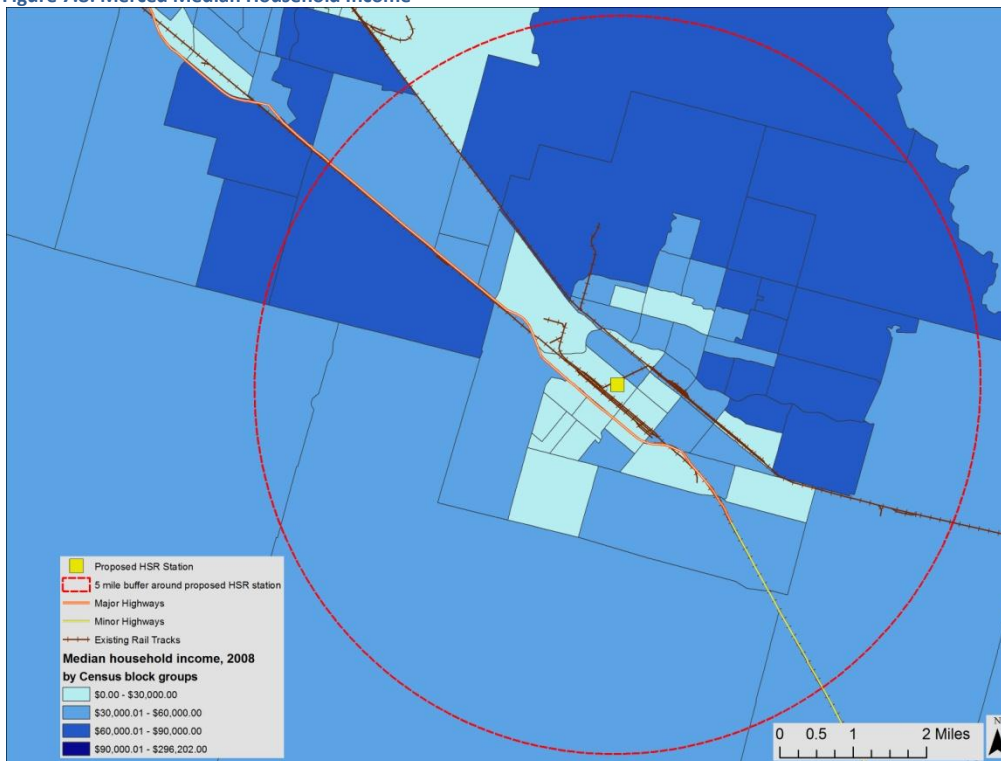 Figure 7.8: Merced Median Household Income
Proposed HSR Station
5 mile buffer around proposed HSR station
Major Highways
Minor Highways
Existing Rail Tracks
Median household income, 2008
by Census block groups
$0.00 - $30,000.00
$30,000.01 - $60,000.00
$60,000.01 - $90,000.00
$90,000.01 - $296,202.00
0 0.5 1 2 Miles
N